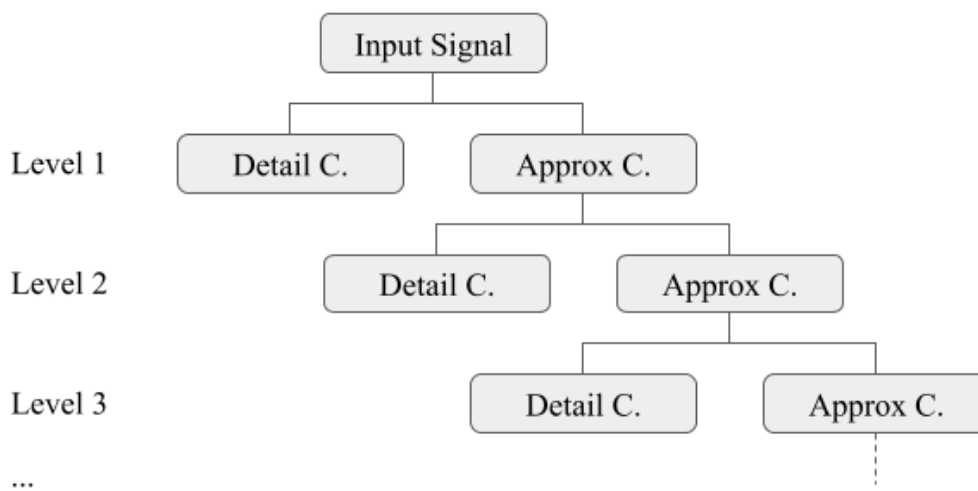 Input Signal
Level 1
Detail C.
Approx C.
Level 2
Detail C.
Approx C.
Level 3
Detail C.
Approx C.
...